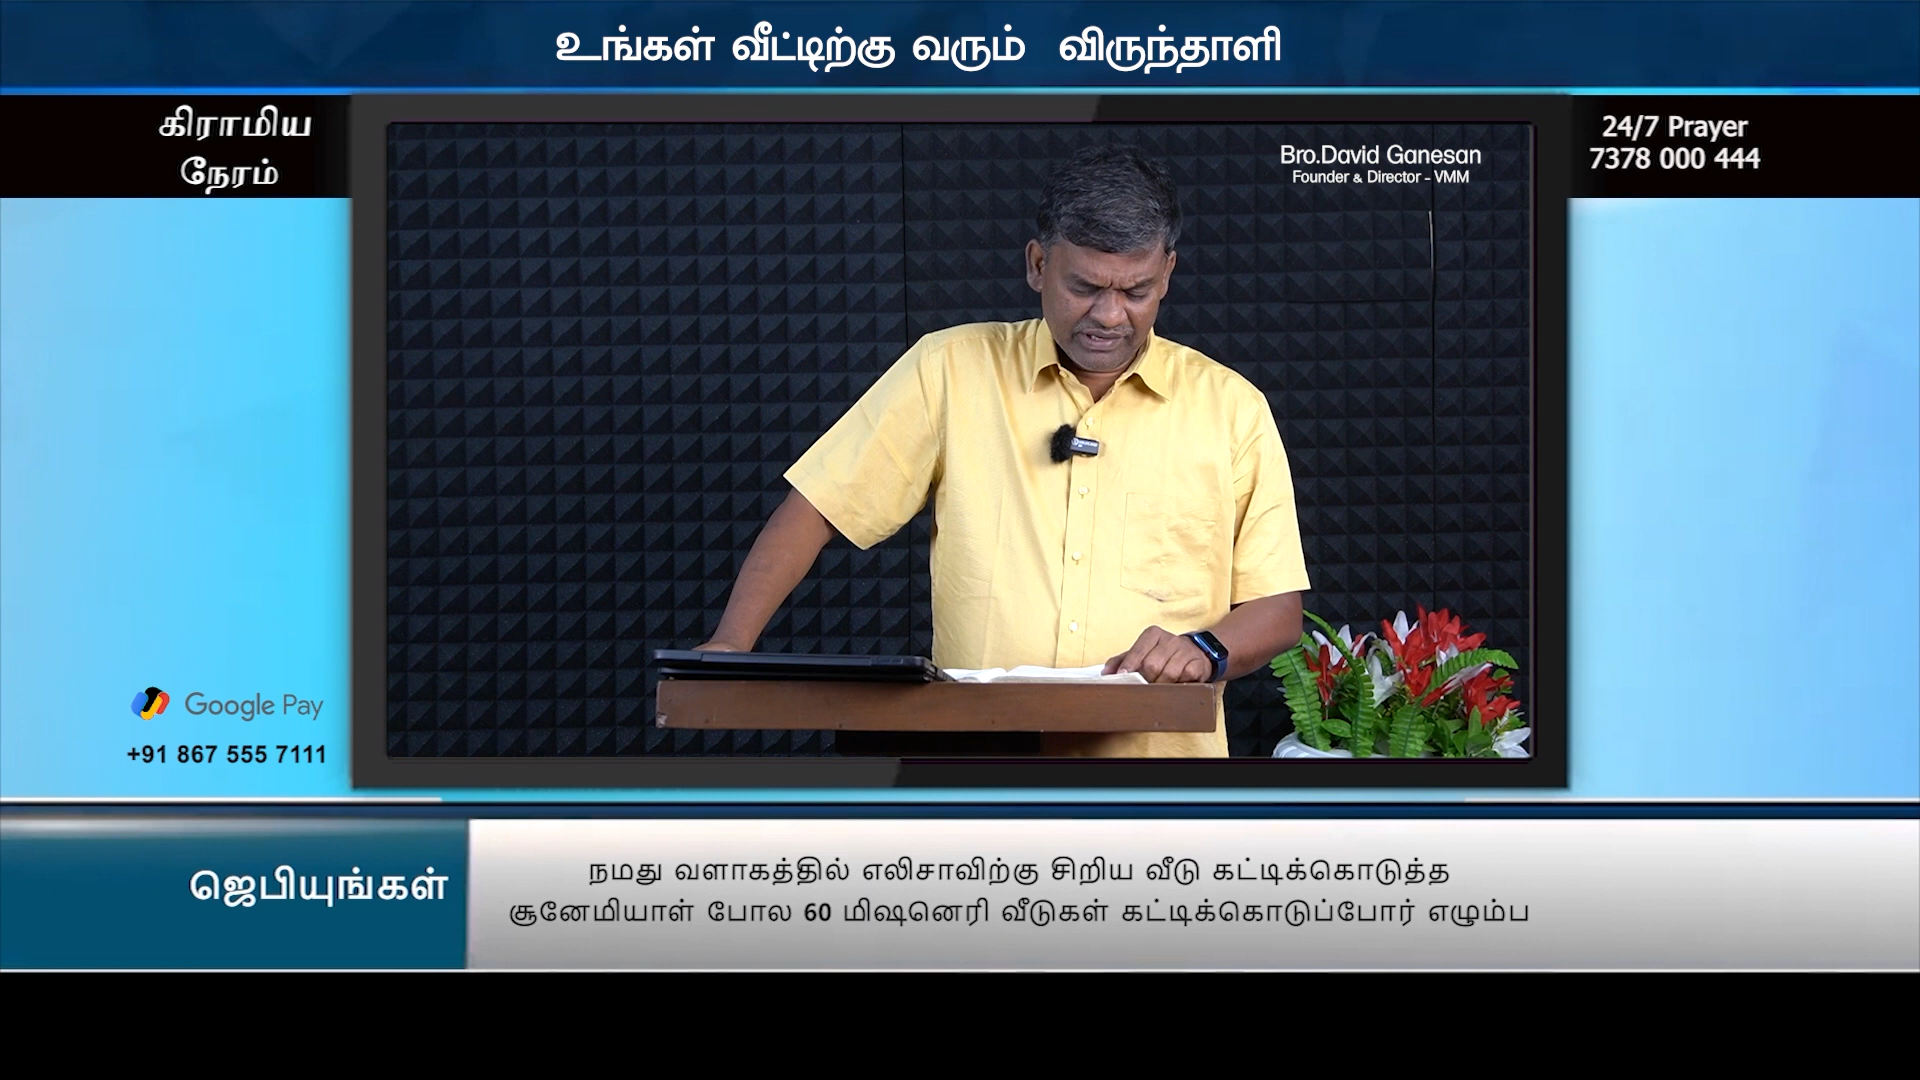 உங்கள் வீட்டிற்கு வரும் விருந்தாளி
கிராமிய
நேரம்
24/7 Prayer
7378 000 444
Bro.David Ganesan
Founder & Director - VMM
Google Pay
+91 867 555 7111
ஜெபியுங்கள்
நமது வளாகத்தில் எலிசாவிற்கு சிறிய வீடு கட்டிக்கொடுத்த
சூனேமியாள் போல 60 மிஷனெரி வீடுகள் கட்டிக்கொடுப்போர் எழும்ப